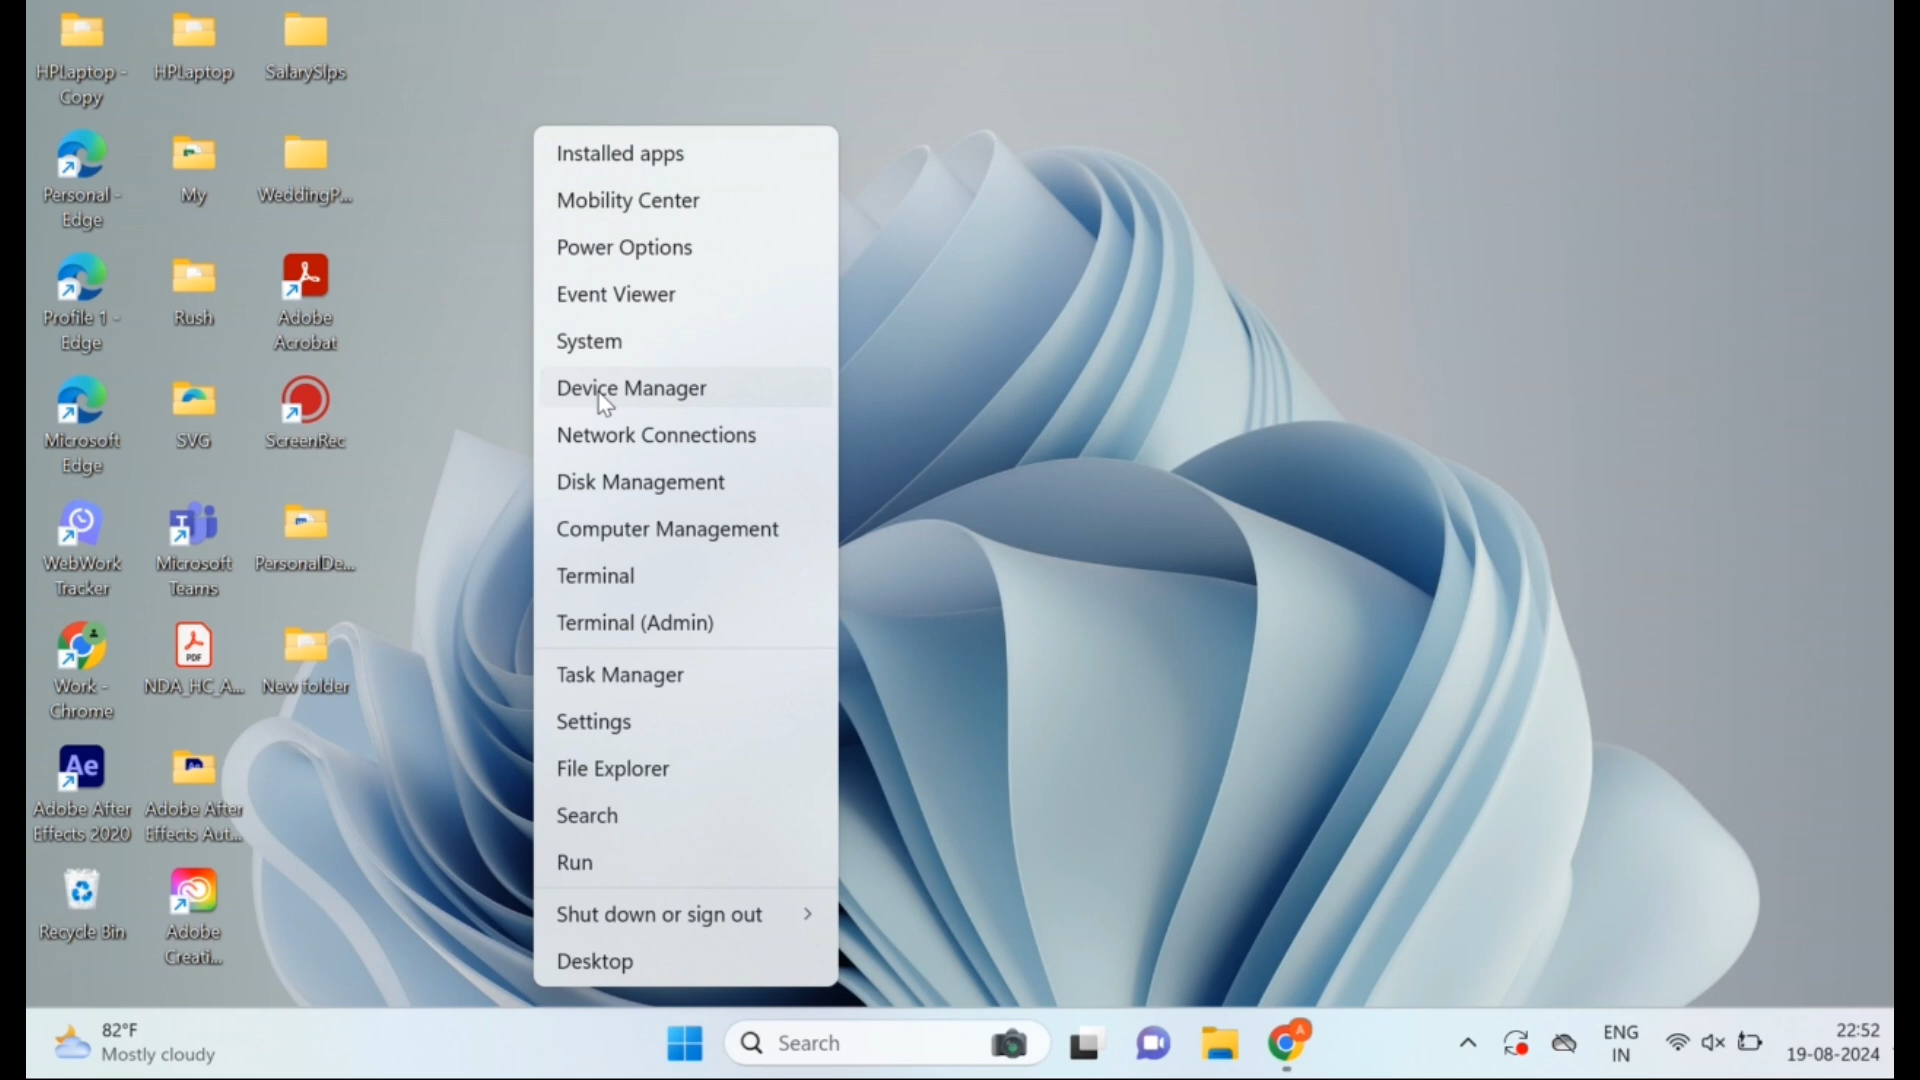 HPLaptop -
Copy
HPLaptop
SalarySlps
Personal -
Edge
My
WeddingP...
Profile 1 -
Edge
Rush
Adobe
Acrobat
Microsoft
Edge
SVG
ScreenRec
WebWork
Tracker
Microsoft
Teams
PersonalDe...
Work -
Chrome
PDF
NDA_HC_A...
New folder
Ae
Adobe After
Effects 2020
Adobe After
Effects Aut...
Recycle Bin
Adobe
Creati...
Installed apps
Mobility Center
Power Options
Event Viewer
System
Device Manager
Network Connections
Disk Management
Computer Management
Terminal
Terminal (Admin)
Task Manager
Settings
File Explorer
Search
Run
Shut down or sign out
Desktop
82°F
Mostly cloudy
Search
A
ENG
IN
22:52
19-08-2024